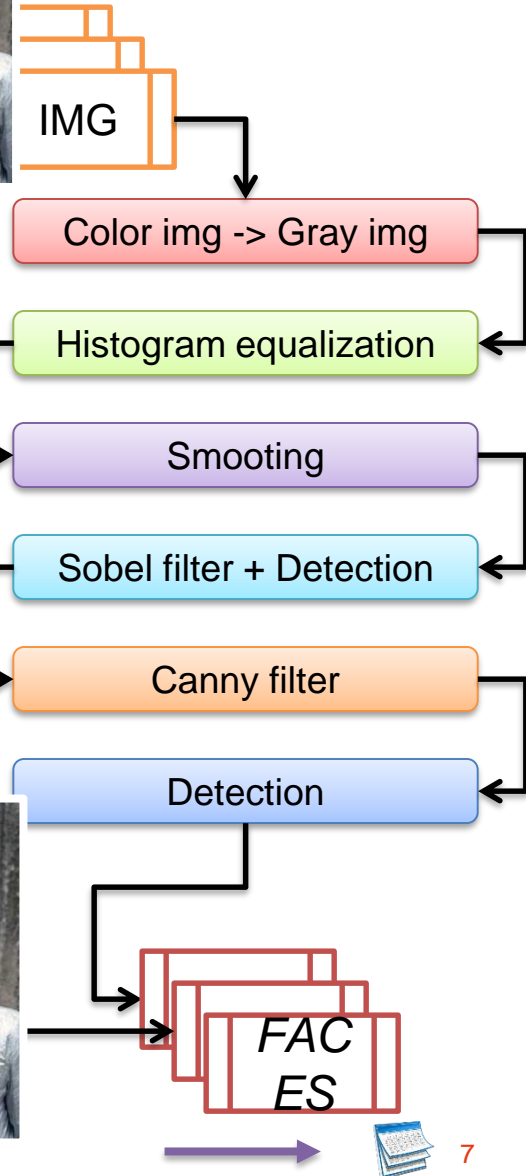 IMG
Color img -> Gray img
Histogram equalization
Smooting
Sobel filter + Detection
Canny filter
Detection
FAC
ES
7